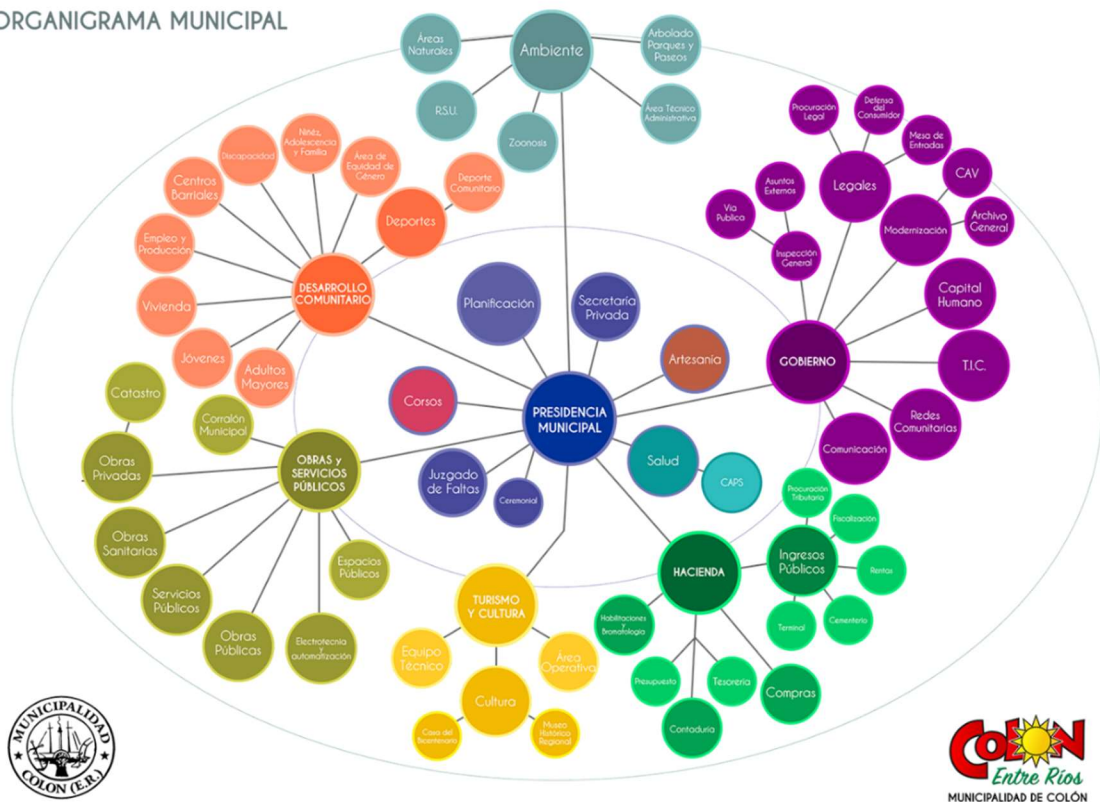 ORGANIGRAMA MUNICIPAL
Áreas
Naturales
Ambiente
Arbolado
Parques y
Paseos
R.S.U.
Zoonosis
Área Técnico
Administrativa
Niñez,
Adolescencia
y Familia
Discapacidad
Área de
Equidad de
Género
Deporte
Comunitario
Centros
Barriales
Deportes
Empleo y
Producción
DESARROLLO
COMUNITARIO
Vivienda
Jóvenes
Adultos
Mayores
Procuración
Legal
Defensa
del
Consumidor
Mesa de
Entradas
Legales
CAV
Asuntos
Externos
Vía
Publica
Modernización
Archivo
General
Inspección
General
Capital
Humano
GOBIERNO
T.I.C.
Redes
Comunitarias
Comunicación
Planificación
Secretaría
Privada
Artesanía
Corsos
PRESIDENCIA
MUNICIPAL
Salud
CAPS
Juzgado
de Faltas
Ceremonial
Catastro
Corralón
Municipal
Obras
Privadas
OBRAS y
SERVICIOS
PÚBLICOS
Obras
Sanitarias
Espacios
Públicos
Servicios
Públicos
Obras
Públicas
Electrotecnia
y
automatización
TURISMO
Y CULTURA
Equipo
Técnico
Área
Operativa
Cultura
Casa del
Bicentenario
Museo
Histórico
Regional
HACIENDA
Procuración
Tributaria
Fiscalización
Ingresos
Públicos
Rentas
Cementerio
Terminal
Habilitaciones
y
Bromatología
Presupuesto
Tesorería
Compras
Contaduría
MUNICIPALIDAD
COLON (E.R.)
COLON
Entre Ríos
MUNICIPALIDAD DE COLÓN